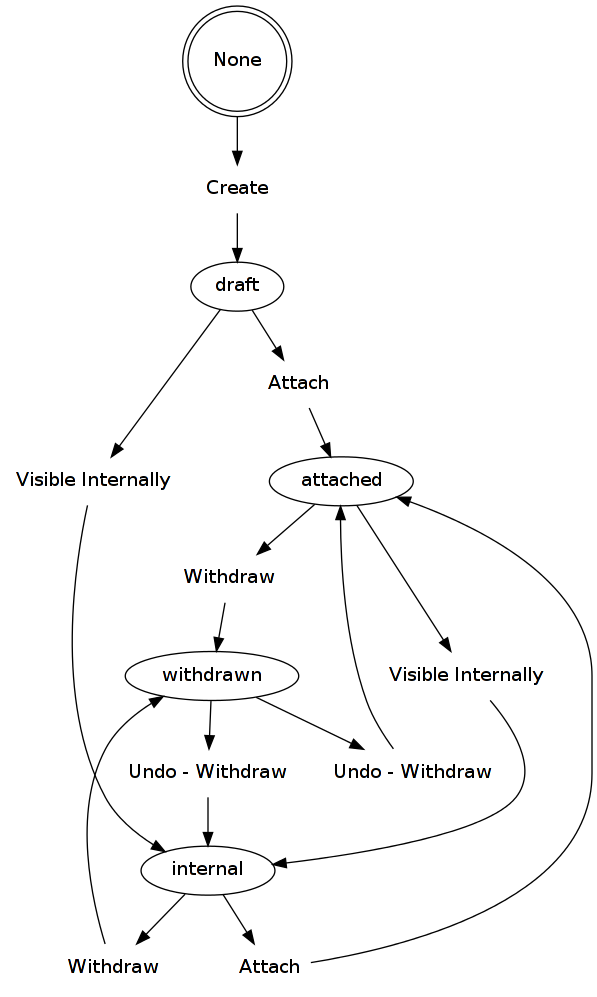 None
Create
draft
Attach
Visible Internally
attached
Withdraw
withdrawn
Visible Internally
Undo - Withdraw
Undo - Withdraw
internal
Withdraw
Attach